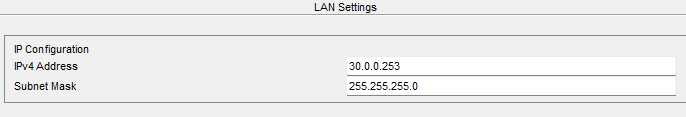 LAN Settings
IP Configuration
IPv4 Address 30.0.0.253
Subnet Mask 255.255.255.0